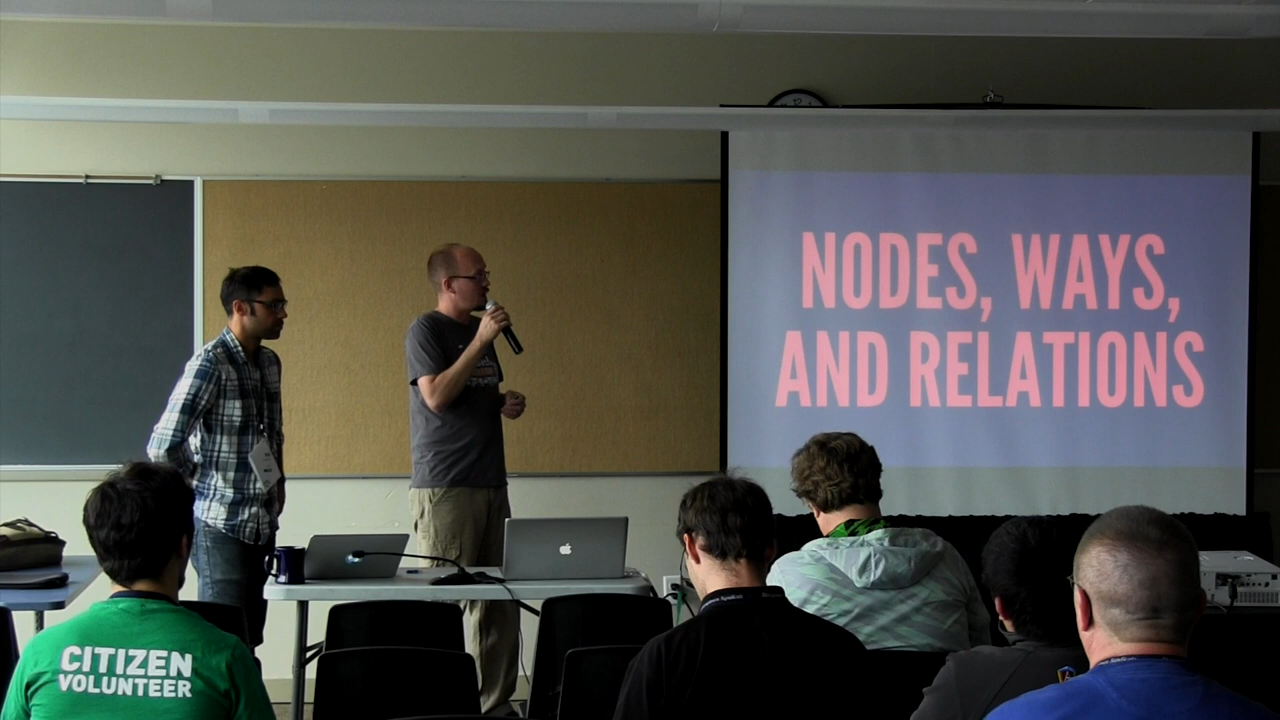 NODES, WAYS,
AND RELATIONS
CITIZEN
VOLUNTEER